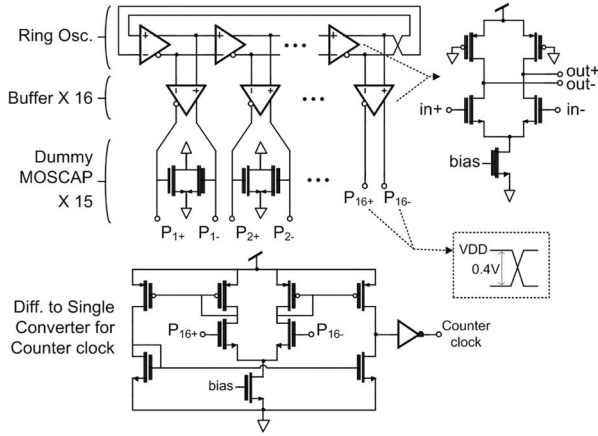 Ring Osc.
Buffer X 16
Dummy
MOSCAP
X 15
+ - + - + -
- + - + - +
P1+ P1- P2+ P2- P16+ P16-
out+
out-
in+ in-
bias
VDD
0.4V
Diff. to Single
Converter for
Counter clock
P16+ P16-
bias
Counter
clock